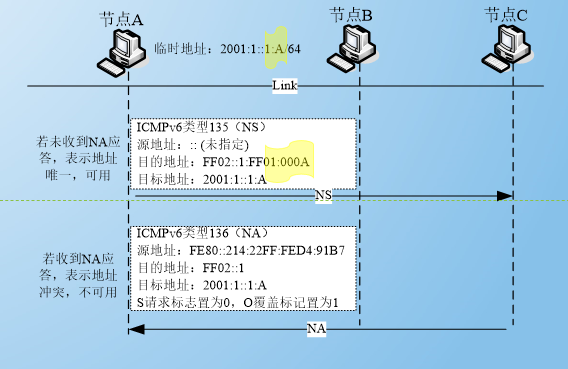 节点A
节点B
节点C
临时地址：2001:1::1:A/64
Link
若未收到NA应
答，表示地址
唯一，可用
ICMPv6类型135（NS）
源地址：:: (未指定)
目的地址：FF02::1:FF01:000A
目标地址：2001:1::1:A
NS
若收到NA应
答，表示地址
冲突，不可用
ICMPv6类型136（NA）
源地址：FE80::214:22FF:FED4:91B7
目的地址：FF02::1
目标地址：2001:1::1:A
S请求标志置为0，O覆盖标记置为1
NA